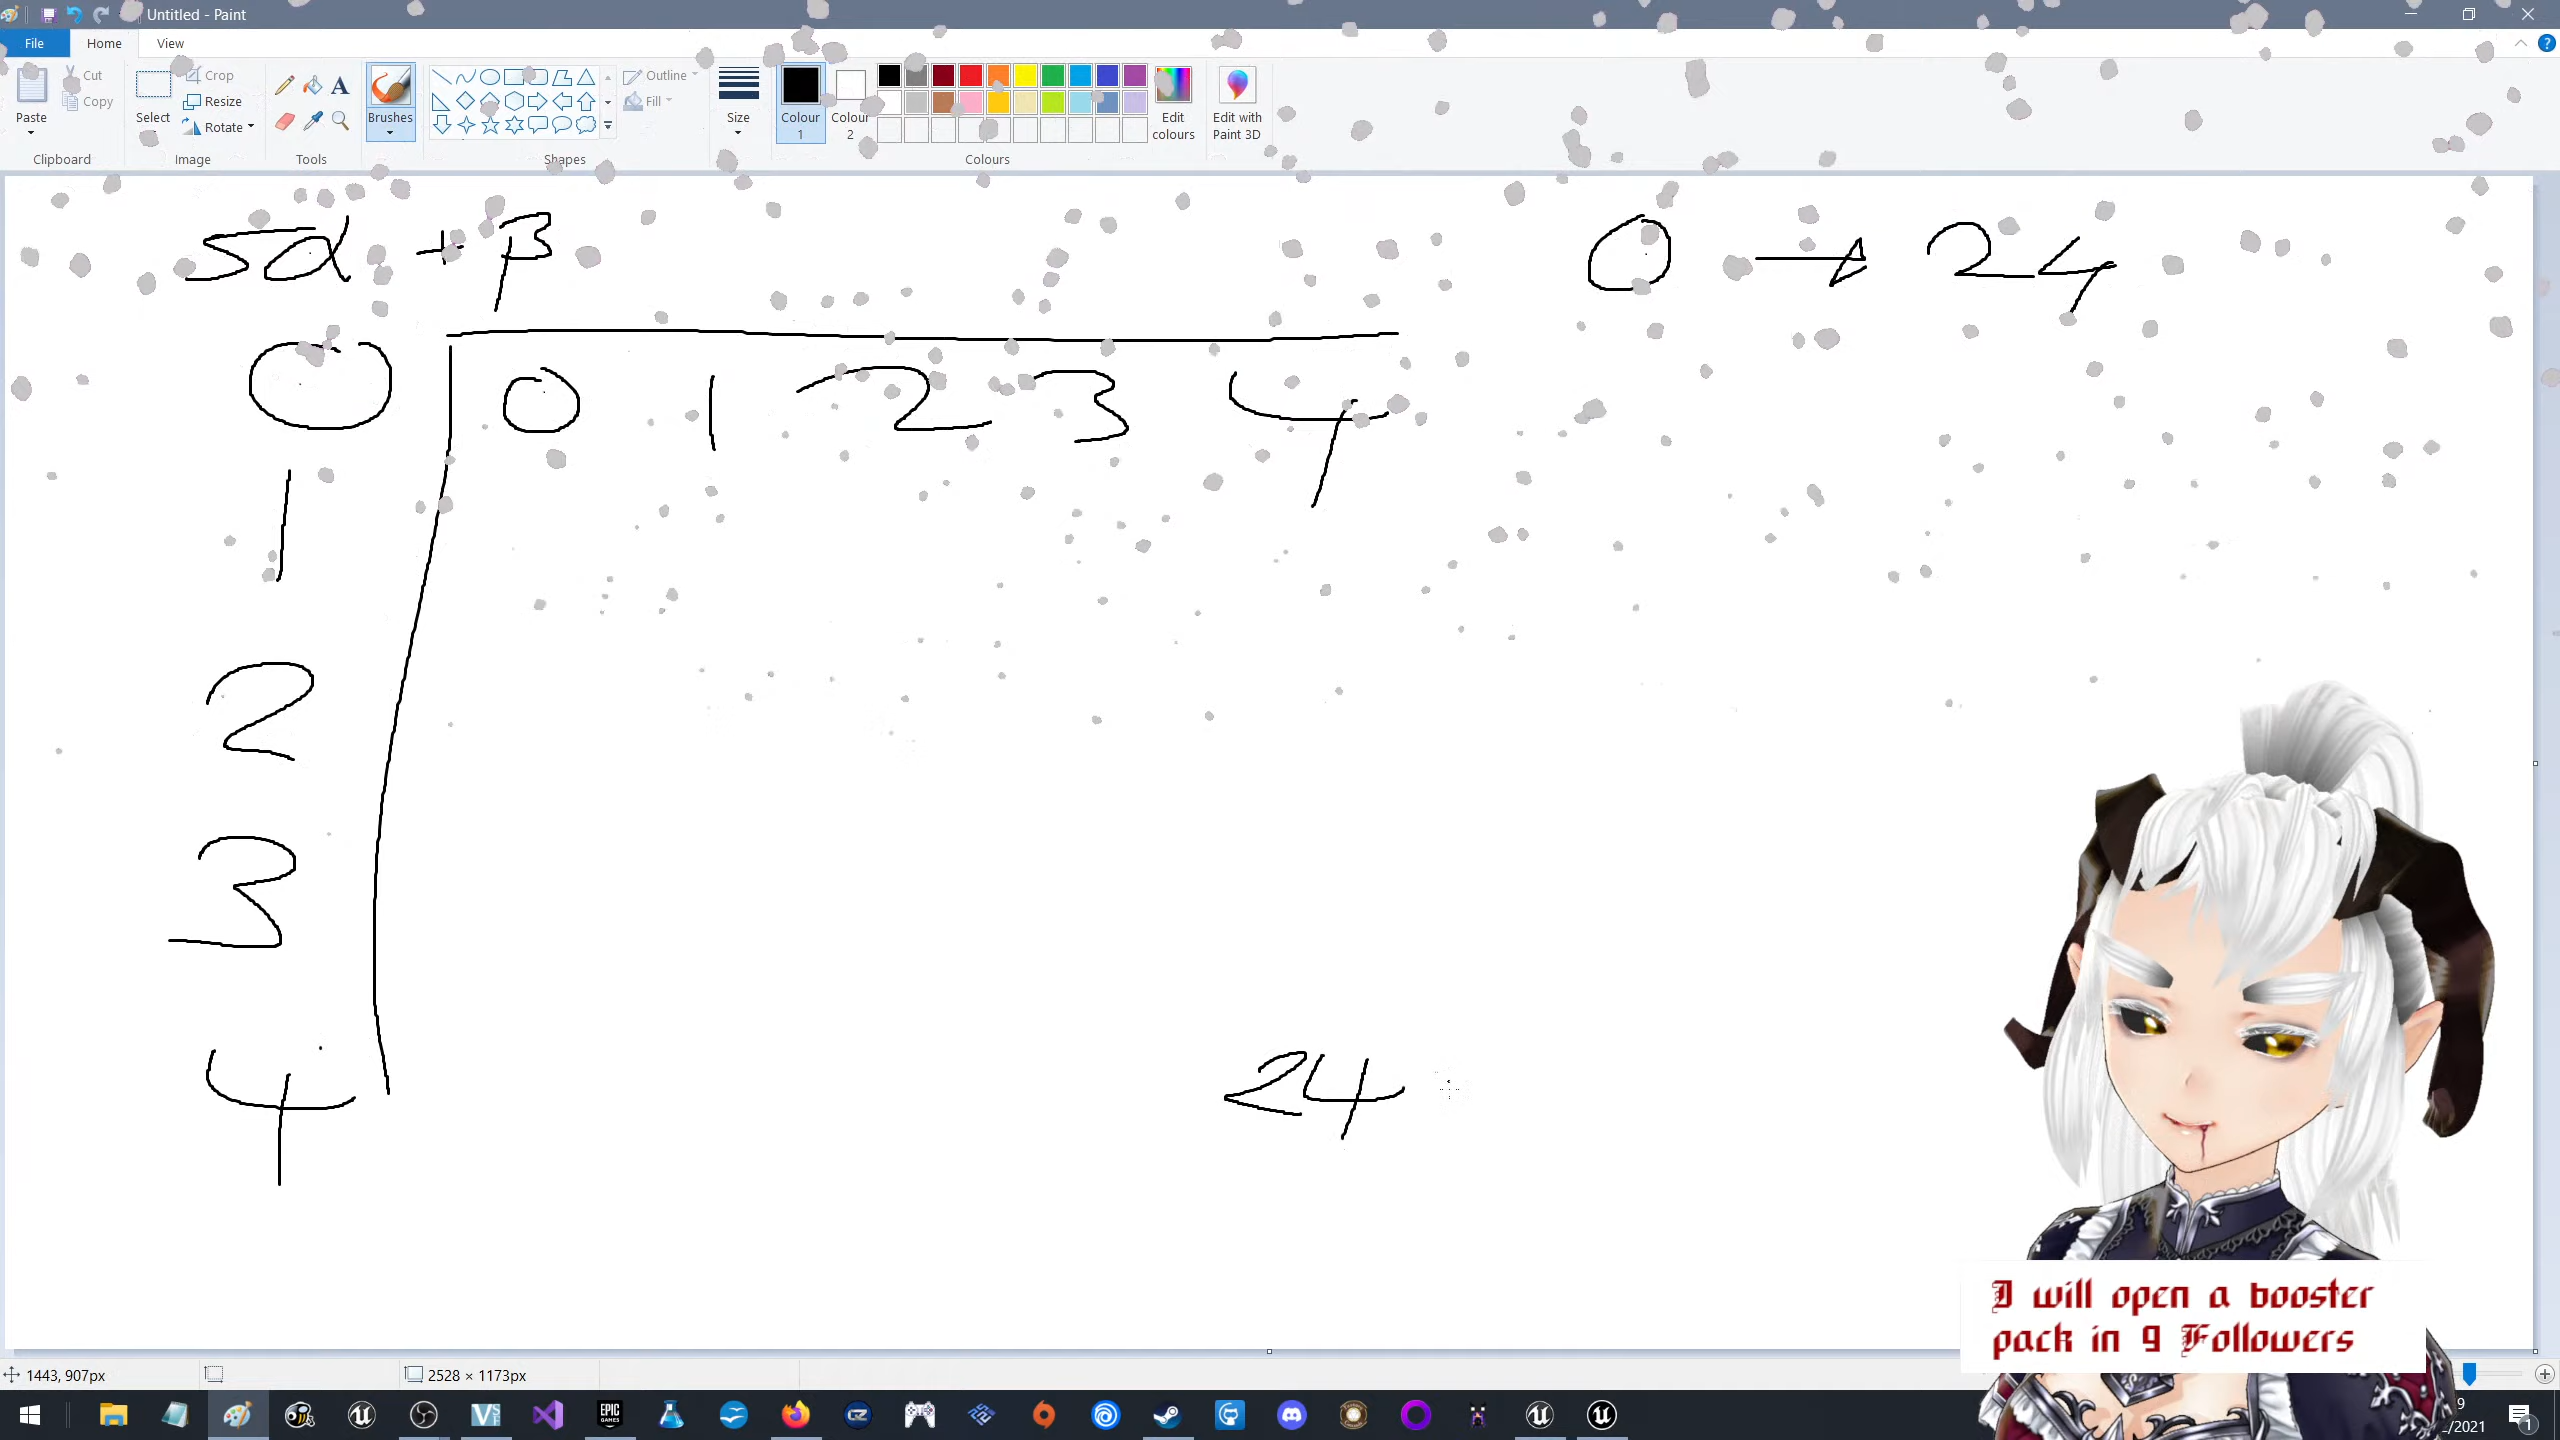 Untitled - Paint
File Home View
Paste
Cut
Copy
Clipboard
Select
Crop
Resize
Rotate
Image
Tools
Brushes
Shapes
Outline
Fill
Size
Colour 1
Colour 2
Colours
Edit colours
Edit with Paint 3D
5α + β
0 → 24
0 0 1 2 3 4
1
2
3
4 24
I will open a booster
pack in 9 Followers
1443, 907px 2528 × 1173px
EPIC GAMES